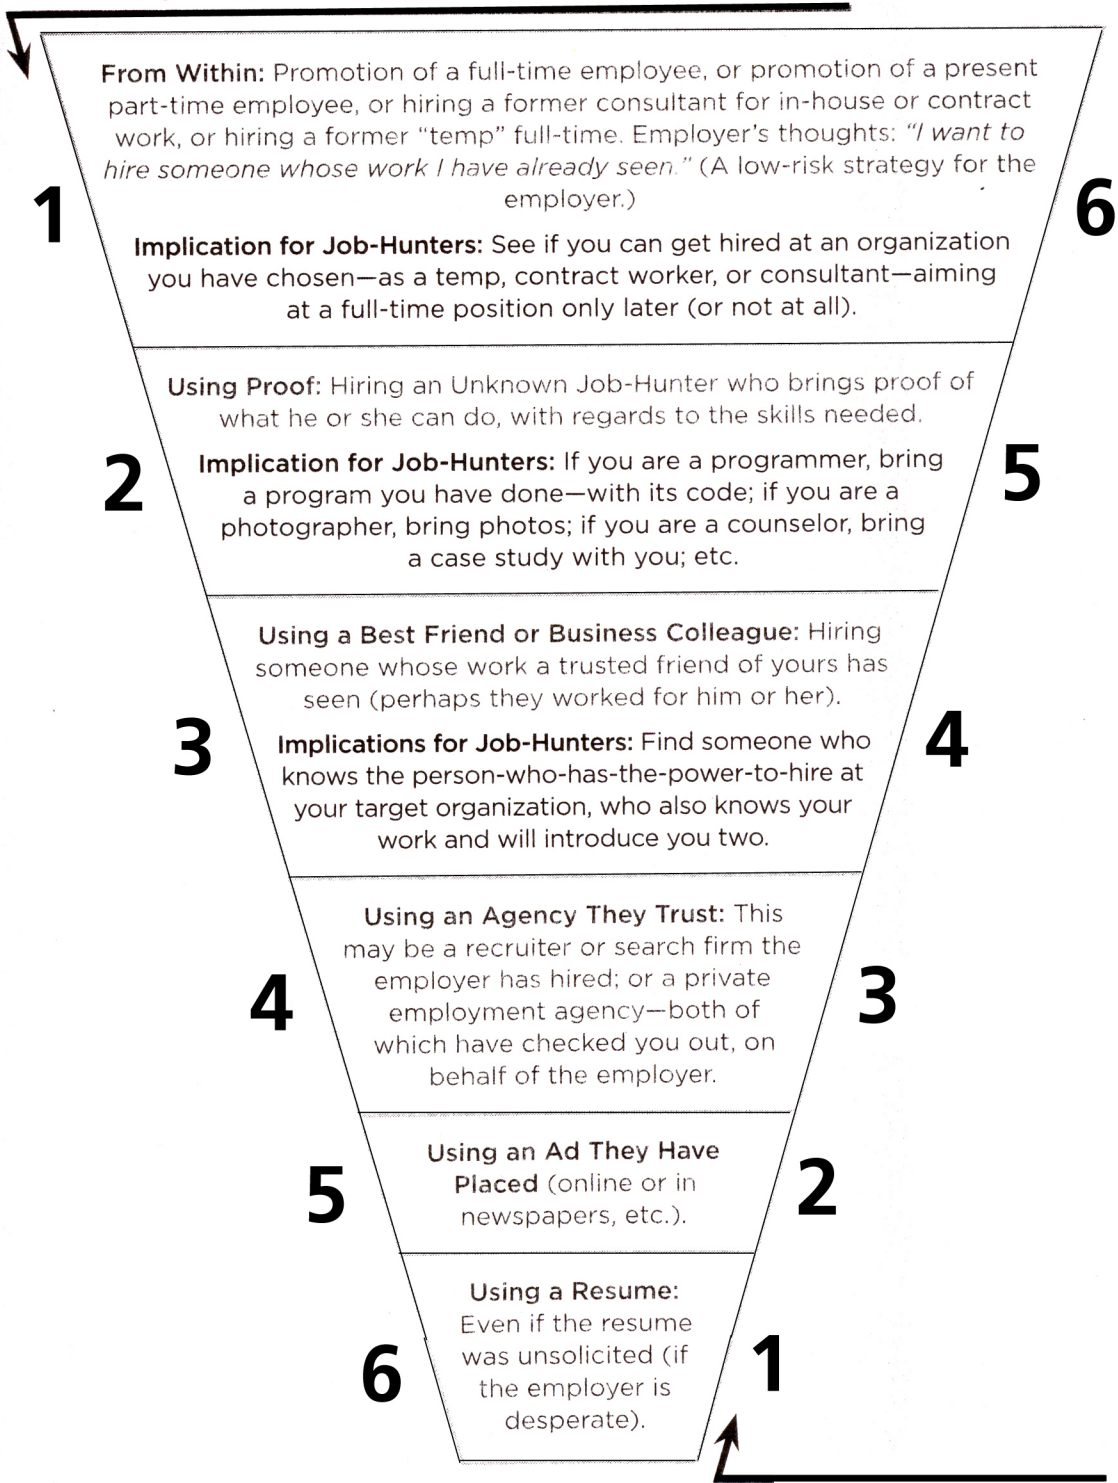 From Within: Promotion of a full-time employee, or promotion of a present
part-time employee, or hiring a former consultant for in-house or contract
work, or hiring a former “temp” full-time. Employer’s thoughts: “I want to
hire someone whose work I have already seen.” (A low-risk strategy for the
employer.)
1
6
Implication for Job-Hunters: See if you can get hired at an organization
you have chosen—as a temp, contract worker, or consultant—aiming
at a full-time position only later (or not at all).
Using Proof: Hiring an Unknown Job-Hunter who brings proof of
what he or she can do, with regards to the skills needed.
2
5
Implication for Job-Hunters: If you are a programmer, bring
a program you have done—with its code; if you are a
photographer, bring photos; if you are a counselor, bring
a case study with you; etc.
Using a Best Friend or Business Colleague: Hiring
someone whose work a trusted friend of yours has
seen (perhaps they worked for him or her).
3
4
Implications for Job-Hunters: Find someone who
knows the person-who-has-the-power-to-hire at
your target organization, who also knows your
work and will introduce you two.
Using an Agency They Trust: This
may be a recruiter or search firm the
employer has hired; or a private
employment agency—both of
which have checked you out, on
behalf of the employer.
4
3
Using an Ad They Have
Placed (online or in
newspapers, etc.).
5
2
Using a Resume:
Even if the resume
was unsolicited (if
the employer is
desperate).
6
1